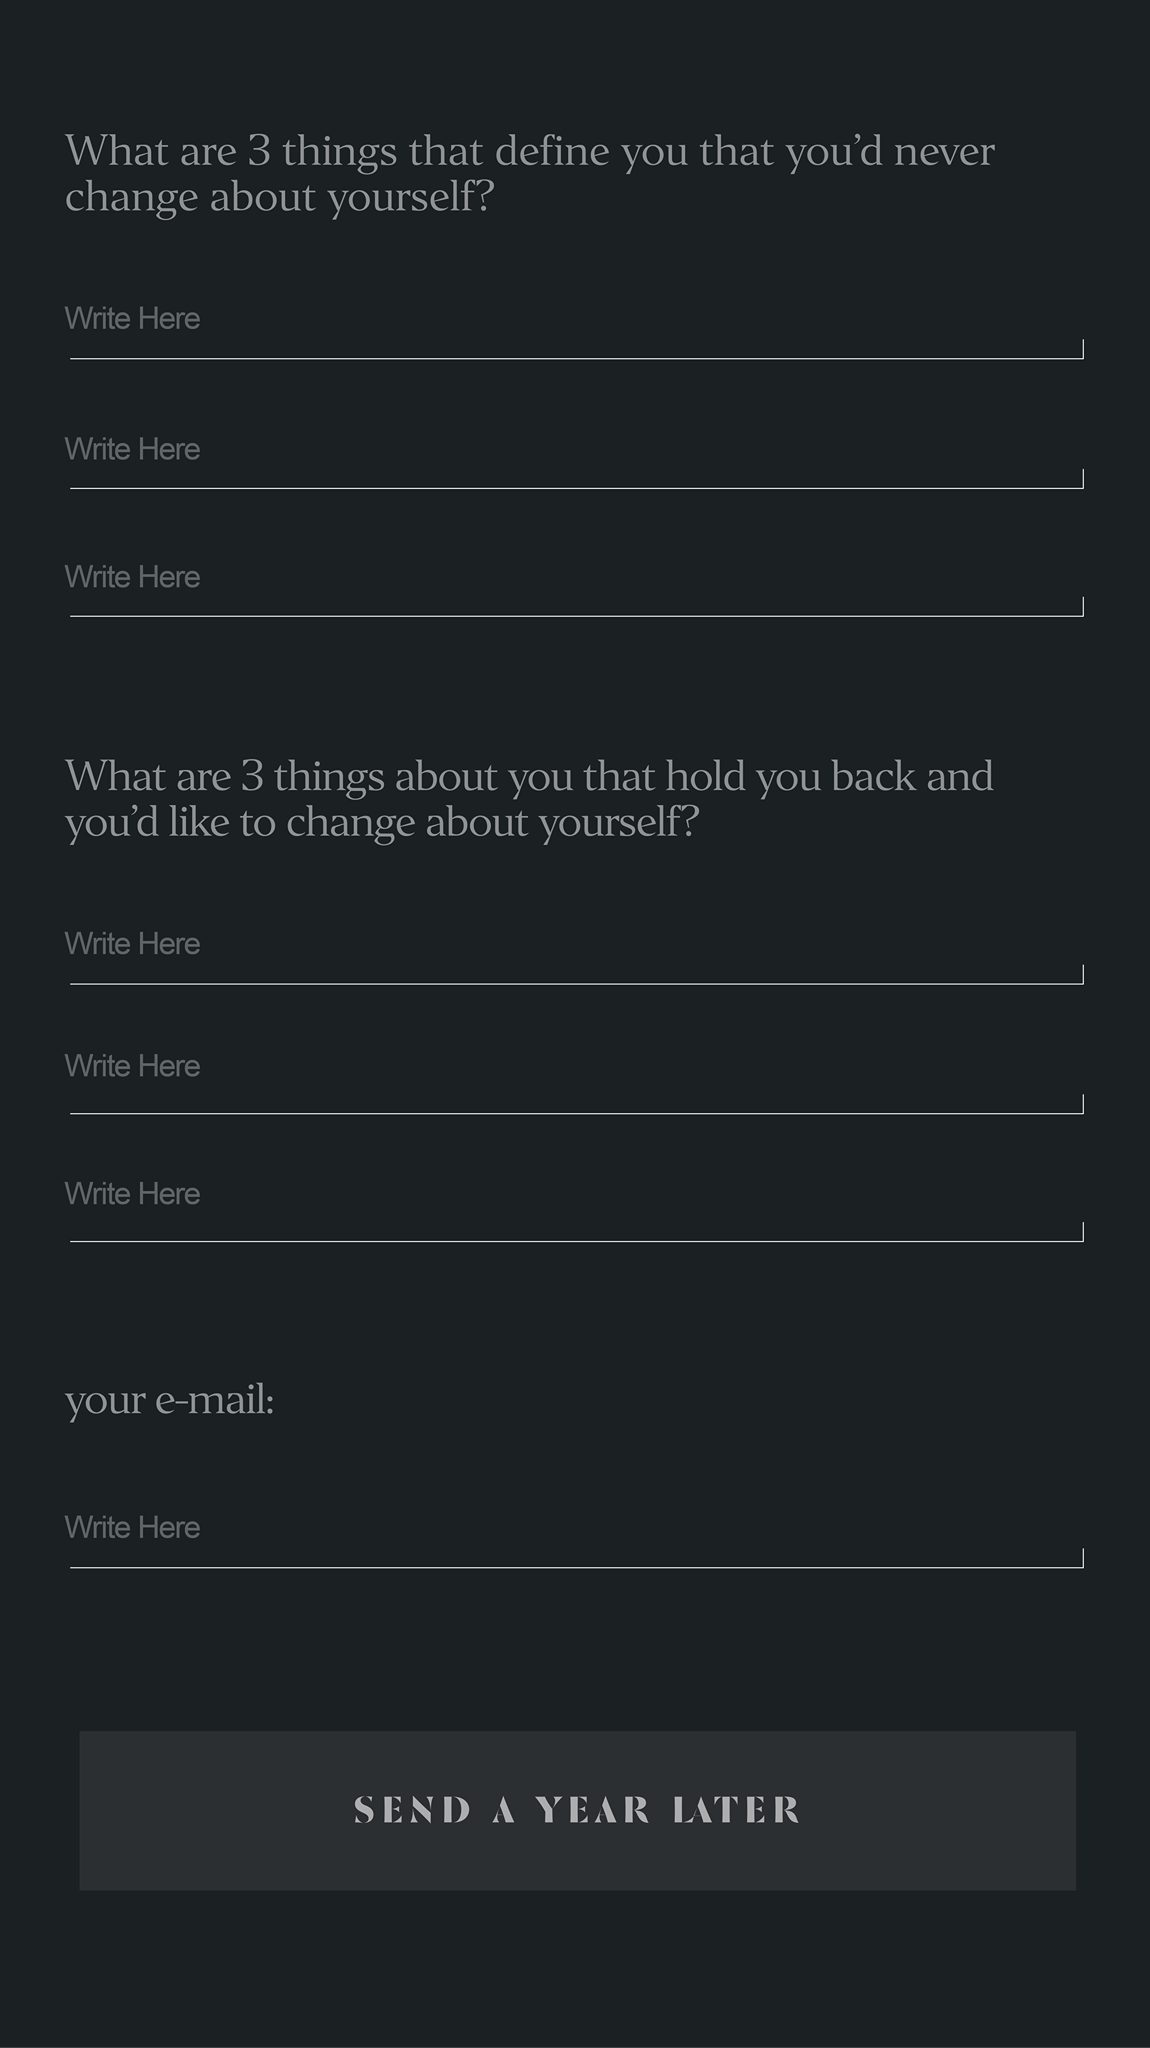 What are 3 things that define you that you’d never
change about yourself?
Write Here
Write Here
Write Here
What are 3 things about you that hold you back and
you’d like to change about yourself?
Write Here
Write Here
Write Here
your e-mail:
Write Here
SEND A YEAR LATER